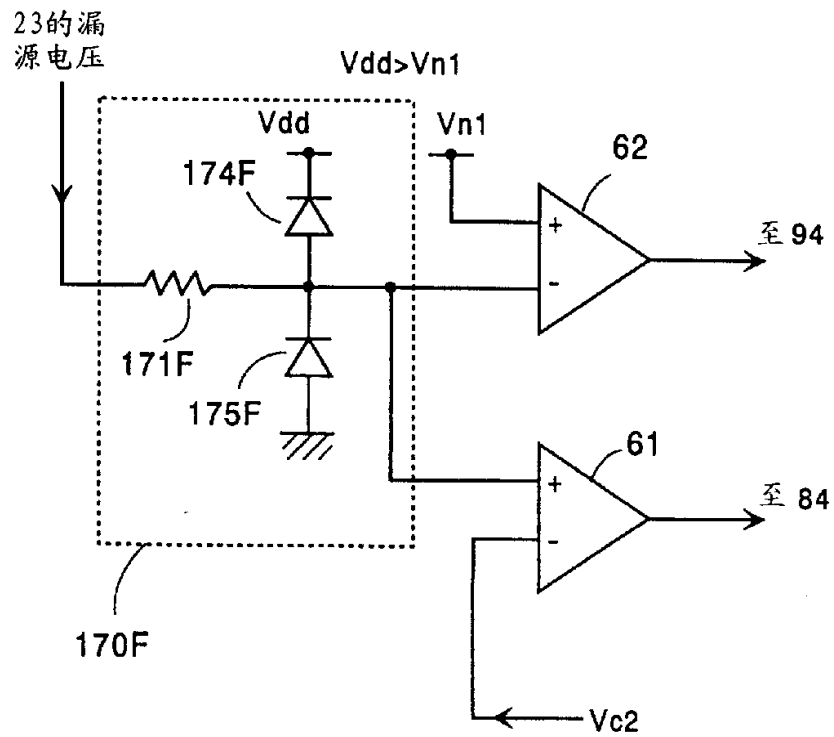 23的漏
源电压
Vdd>Vn1
Vdd
Vn1
62
174F
+
至 94
-
171F
175F
61
+
至 84
-
170F
Vc2